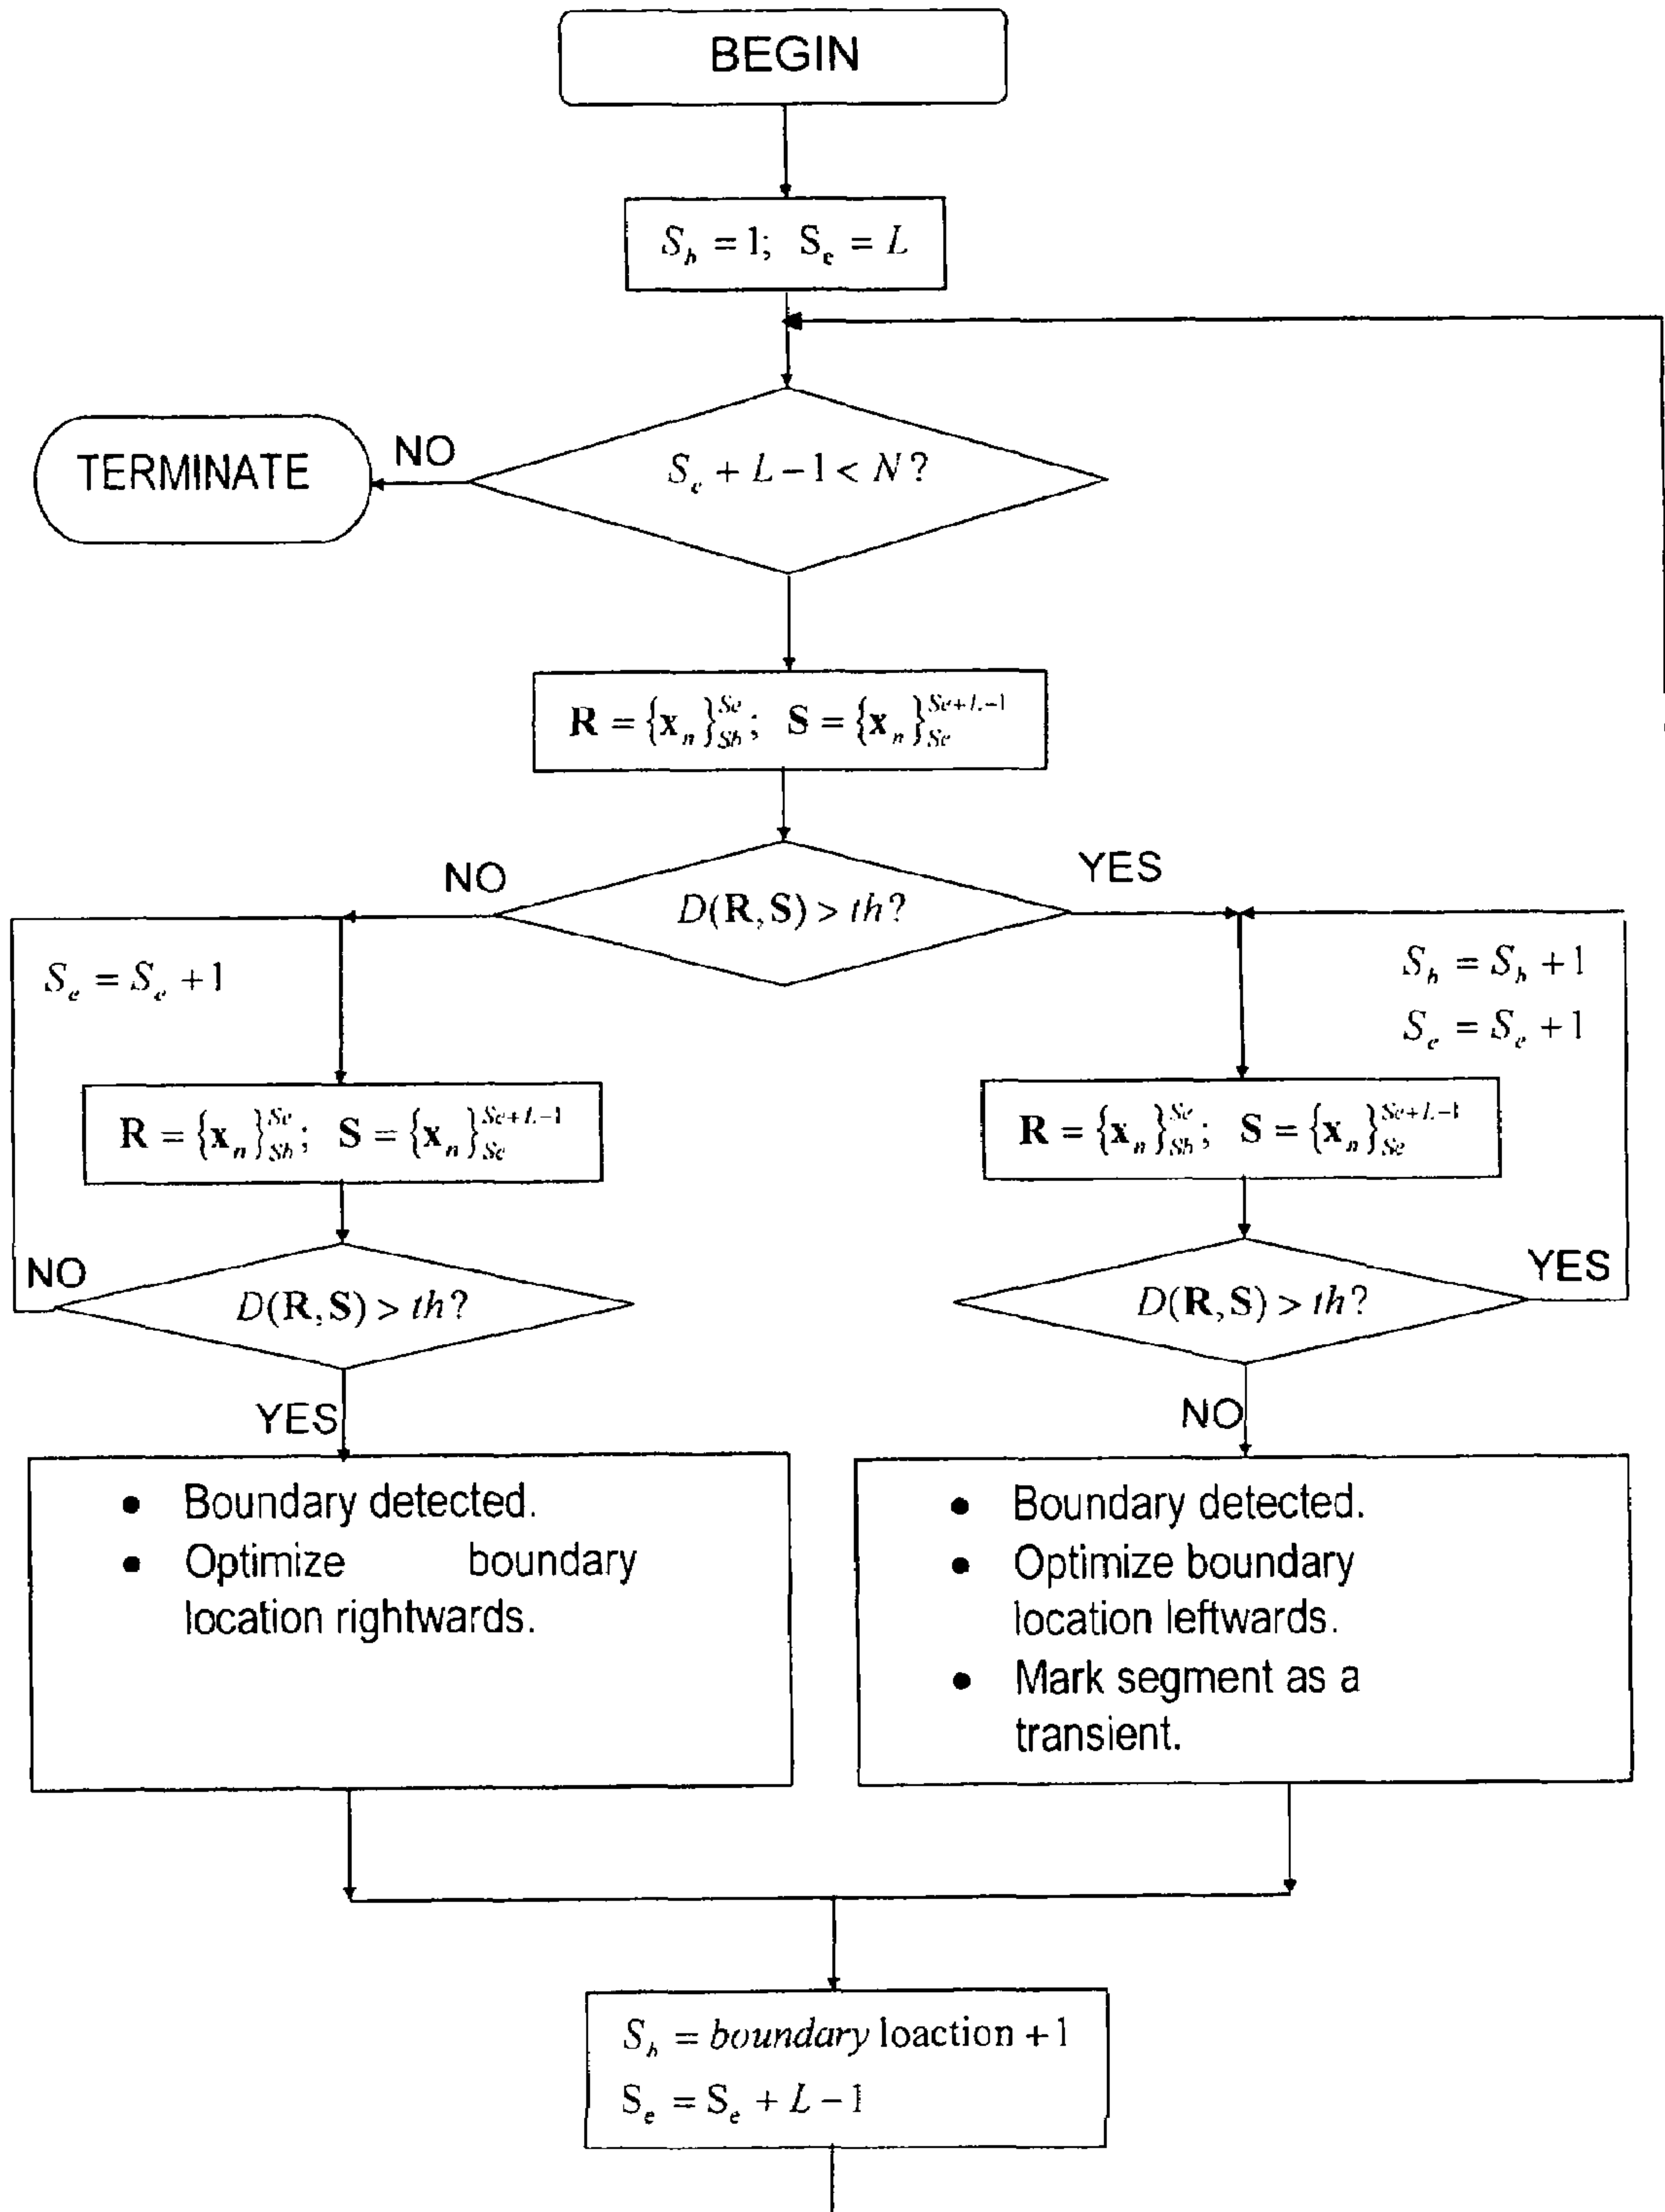 BEGIN
S_b = 1; S_e = L
S_e + L − 1 < N?
NO
TERMINATE
R = {x_n}_{Sb}^{Se}; S = {x_n}_{Se}^{Se+L−1}
NO
D(R, S) > th?
YES
S_e = S_e + 1
S_b = S_b + 1
S_e = S_e + 1
R = {x_n}_{Sb}^{Se}; S = {x_n}_{Se}^{Se+L−1}
R = {x_n}_{Sb}^{Se}; S = {x_n}_{Se}^{Se+L−1}
NO
D(R, S) > th?
D(R, S) > th?
YES
YES
NO
• Boundary detected.
• Optimize boundary
location rightwards.
• Boundary detected.
• Optimize boundary
location leftwards.
• Mark segment as a
transient.
S_b = boundary loaction + 1
S_e = S_e + L − 1